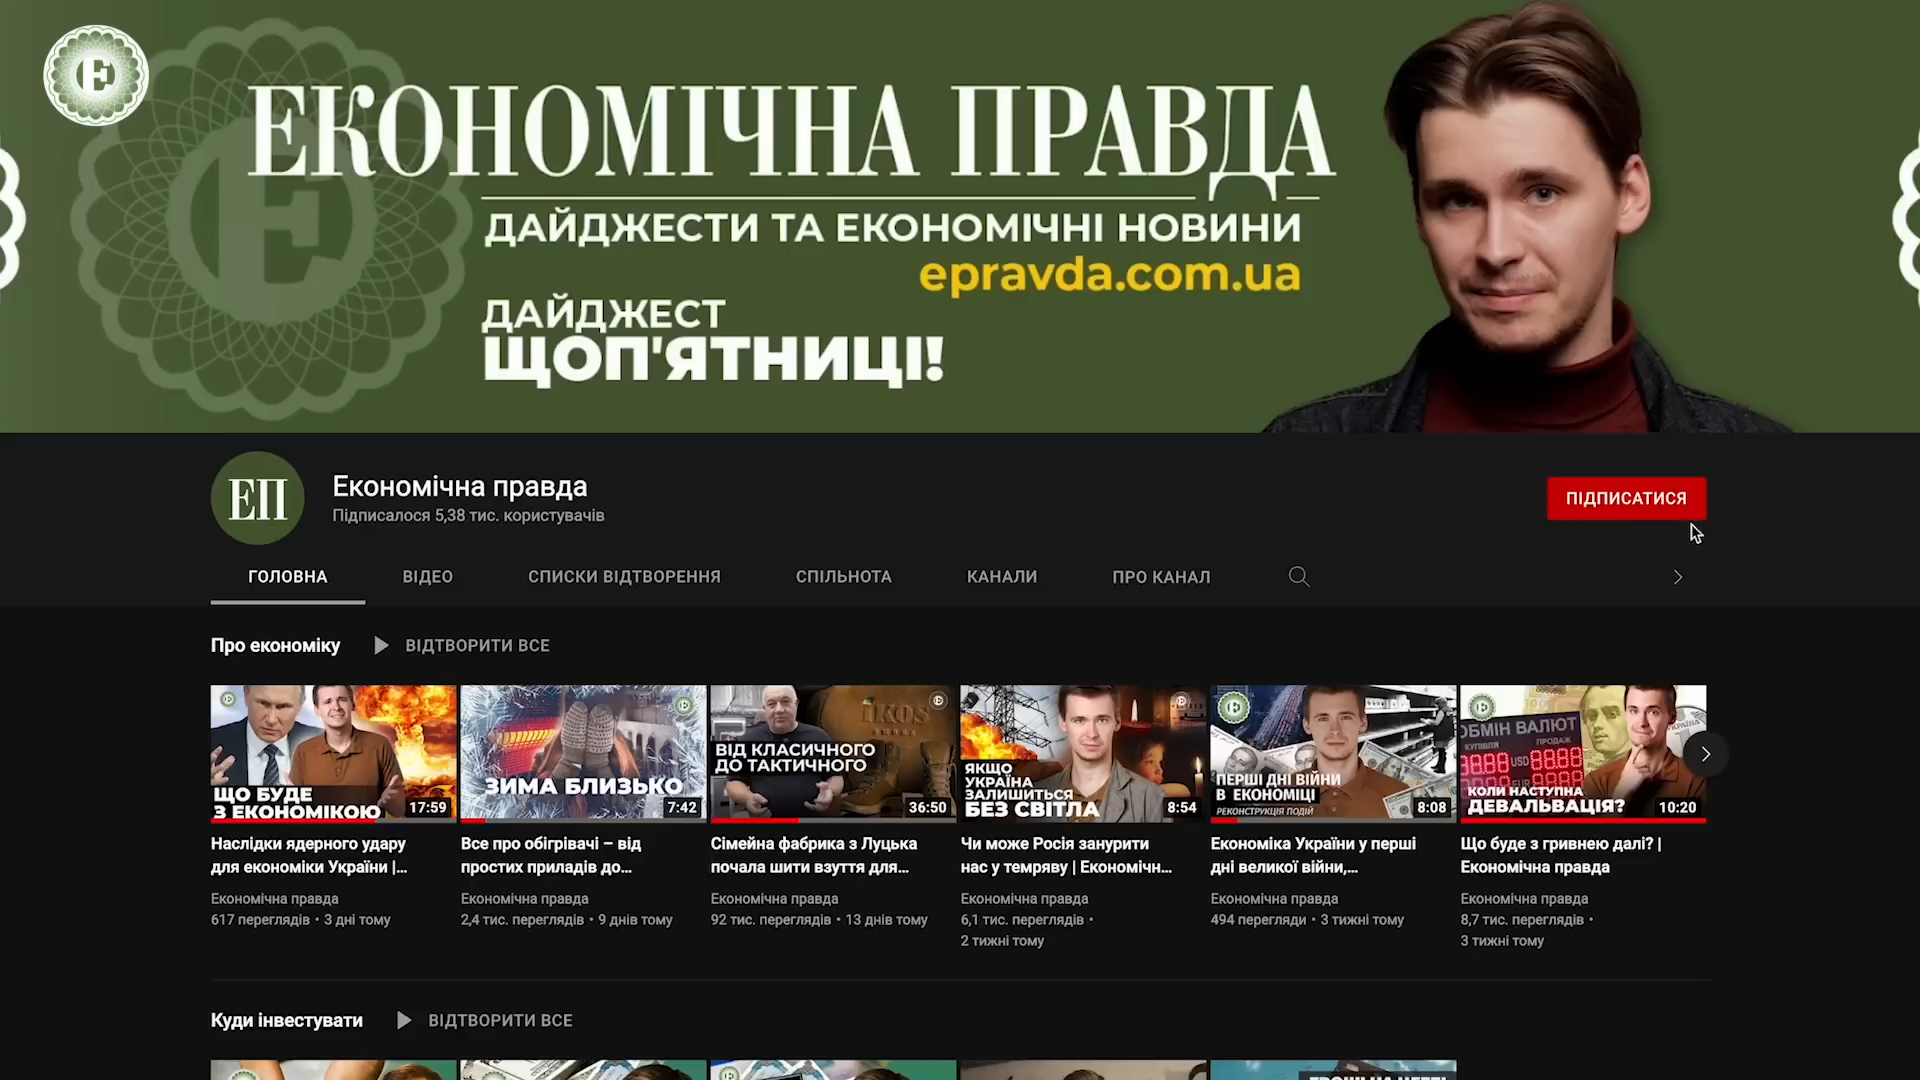 Е
ЕКОНОМІЧНА ПРАВДА
ДАЙДЖЕСТИ ТА ЕКОНОМІЧНІ НОВИНИ
epravda.com.ua
ДАЙДЖЕСТ
ЩОП'ЯТНИЦІ!
ЕП
Економічна правда
Підписалося 5,38 тис. користувачів
ПІДПИСАТИСЯ
ГОЛОВНА ВІДЕО СПИСКИ ВІДТВОРЕННЯ СПІЛЬНОТА КАНАЛИ ПРО КАНАЛ
Про економіку ВІДТВОРИТИ ВСЕ
ЩО БУДЕ
З ЕКОНОМІКОЮ
17:59
Наслідки ядерного удару
для економіки України |...
Економічна правда
617 переглядів • 3 дні тому
ЗИМА БЛИЗЬКО
7:42
Все про обігрівачі – від
простих приладів до...
Економічна правда
2,4 тис. переглядів • 9 днів тому
IKOS
ВІД КЛАСИЧНОГО
ДО ТАКТИЧНОГО
36:50
Сімейна фабрика з Луцька
почала шити взуття для...
Економічна правда
92 тис. переглядів • 13 днів тому
ЯКЩО
УКРАЇНА
ЗАЛИШИТЬСЯ
БЕЗ СВІТЛА
8:54
Чи може Росія занурити
нас у темряву | Економічн...
Економічна правда
6,1 тис. переглядів •
2 тижні тому
ПЕРШІ ДНІ ВІЙНИ
В ЕКОНОМІЦІ
РЕКОНСТРУКЦІЯ ПОДІЙ
8:08
Економіка України у перші
дні великої війни,...
Економічна правда
494 перегляди • 3 тижні тому
ОБМІН ВАЛЮТ
КУПІВЛЯ ПРОДАЖ
88.88 USD 88.88
КОЛИ НАСТУПНА
ДЕВАЛЬВАЦІЯ?
10:20
Що буде з гривнею далі? |
Економічна правда
Економічна правда
8,7 тис. переглядів •
3 тижні тому
Куди інвестувати ВІДТВОРИТИ ВСЕ